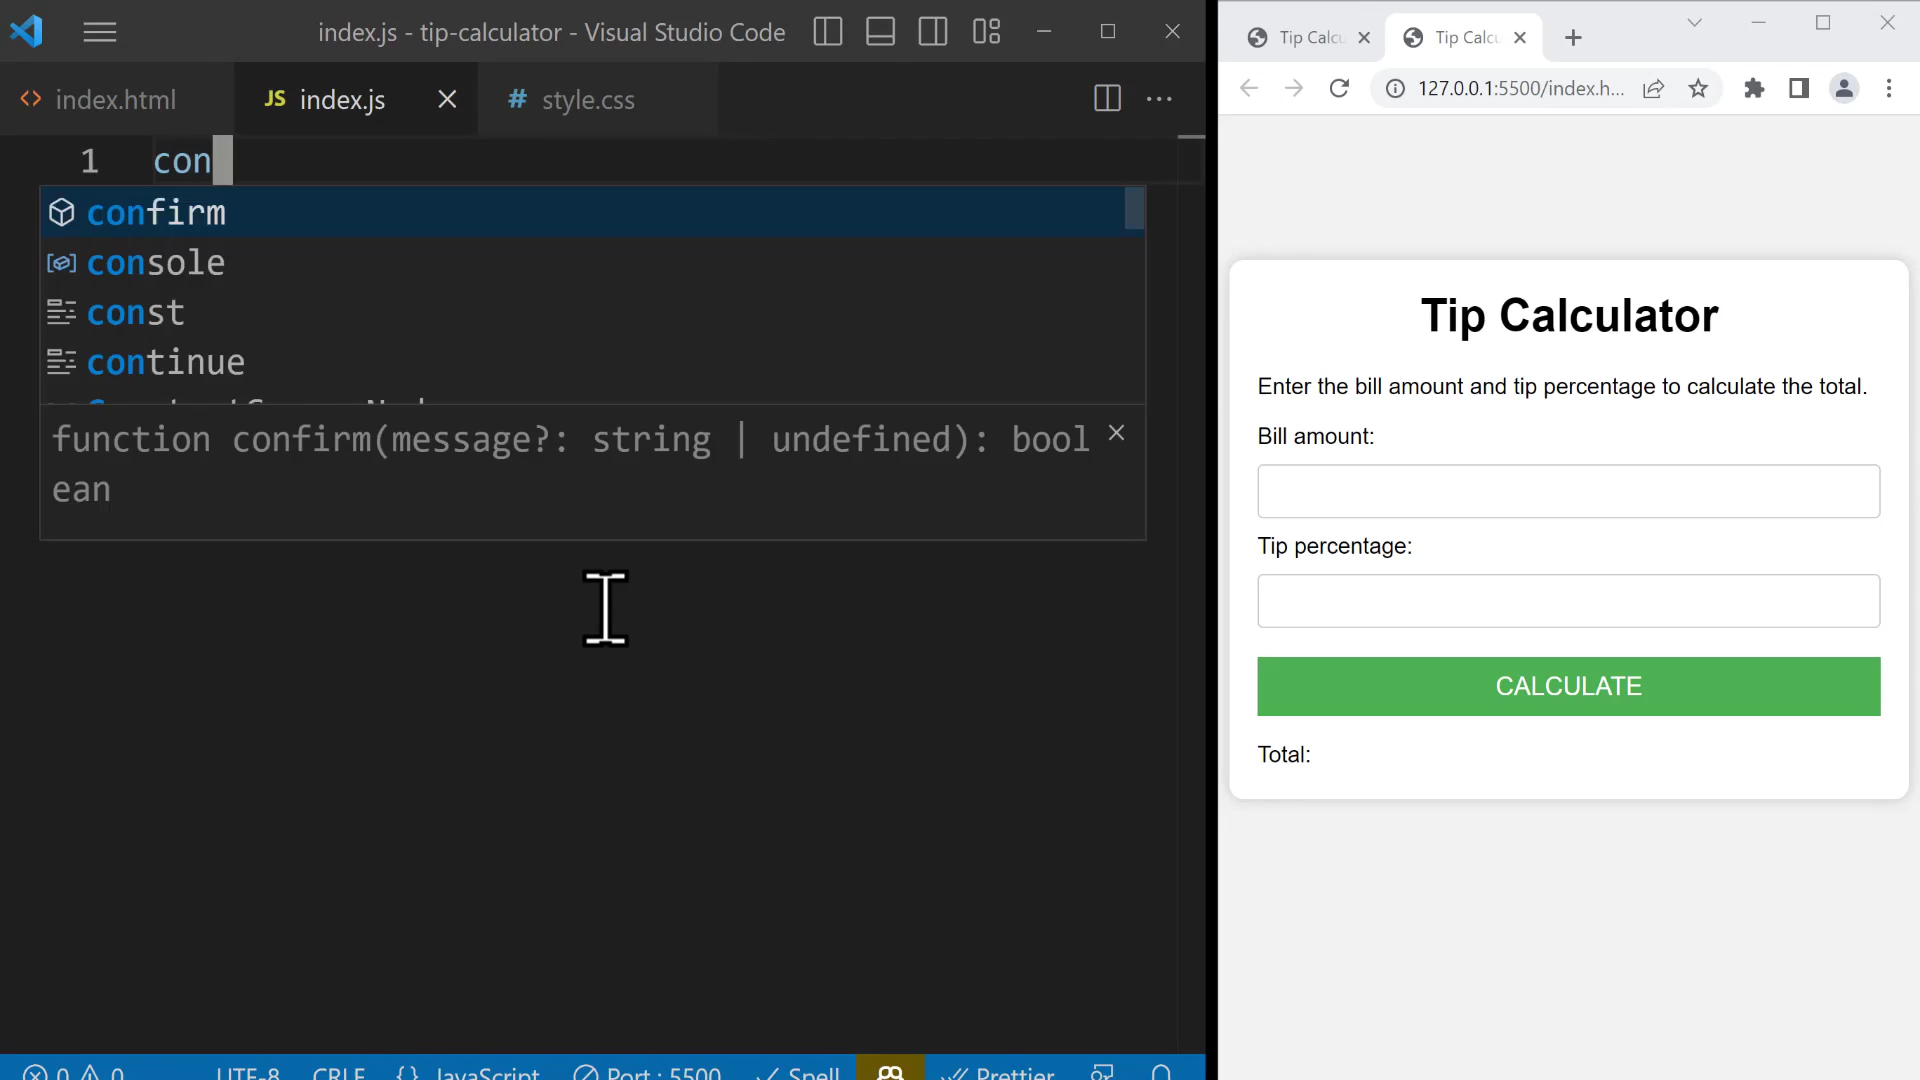 index.js - tip-calculator - Visual Studio Code
index.html
JS index.js
# style.css
1 con
confirm
console
const
continue
function confirm(message?: string | undefined): bool
ean
0 0 UTF-8 CRLF {} JavaScript Port : 5500 Spell Prettier
Tip Calcu
Tip Calcu
127.0.0.1:5500/index.h...
Tip Calculator
Enter the bill amount and tip percentage to calculate the total.
Bill amount:
Tip percentage:
CALCULATE
Total: